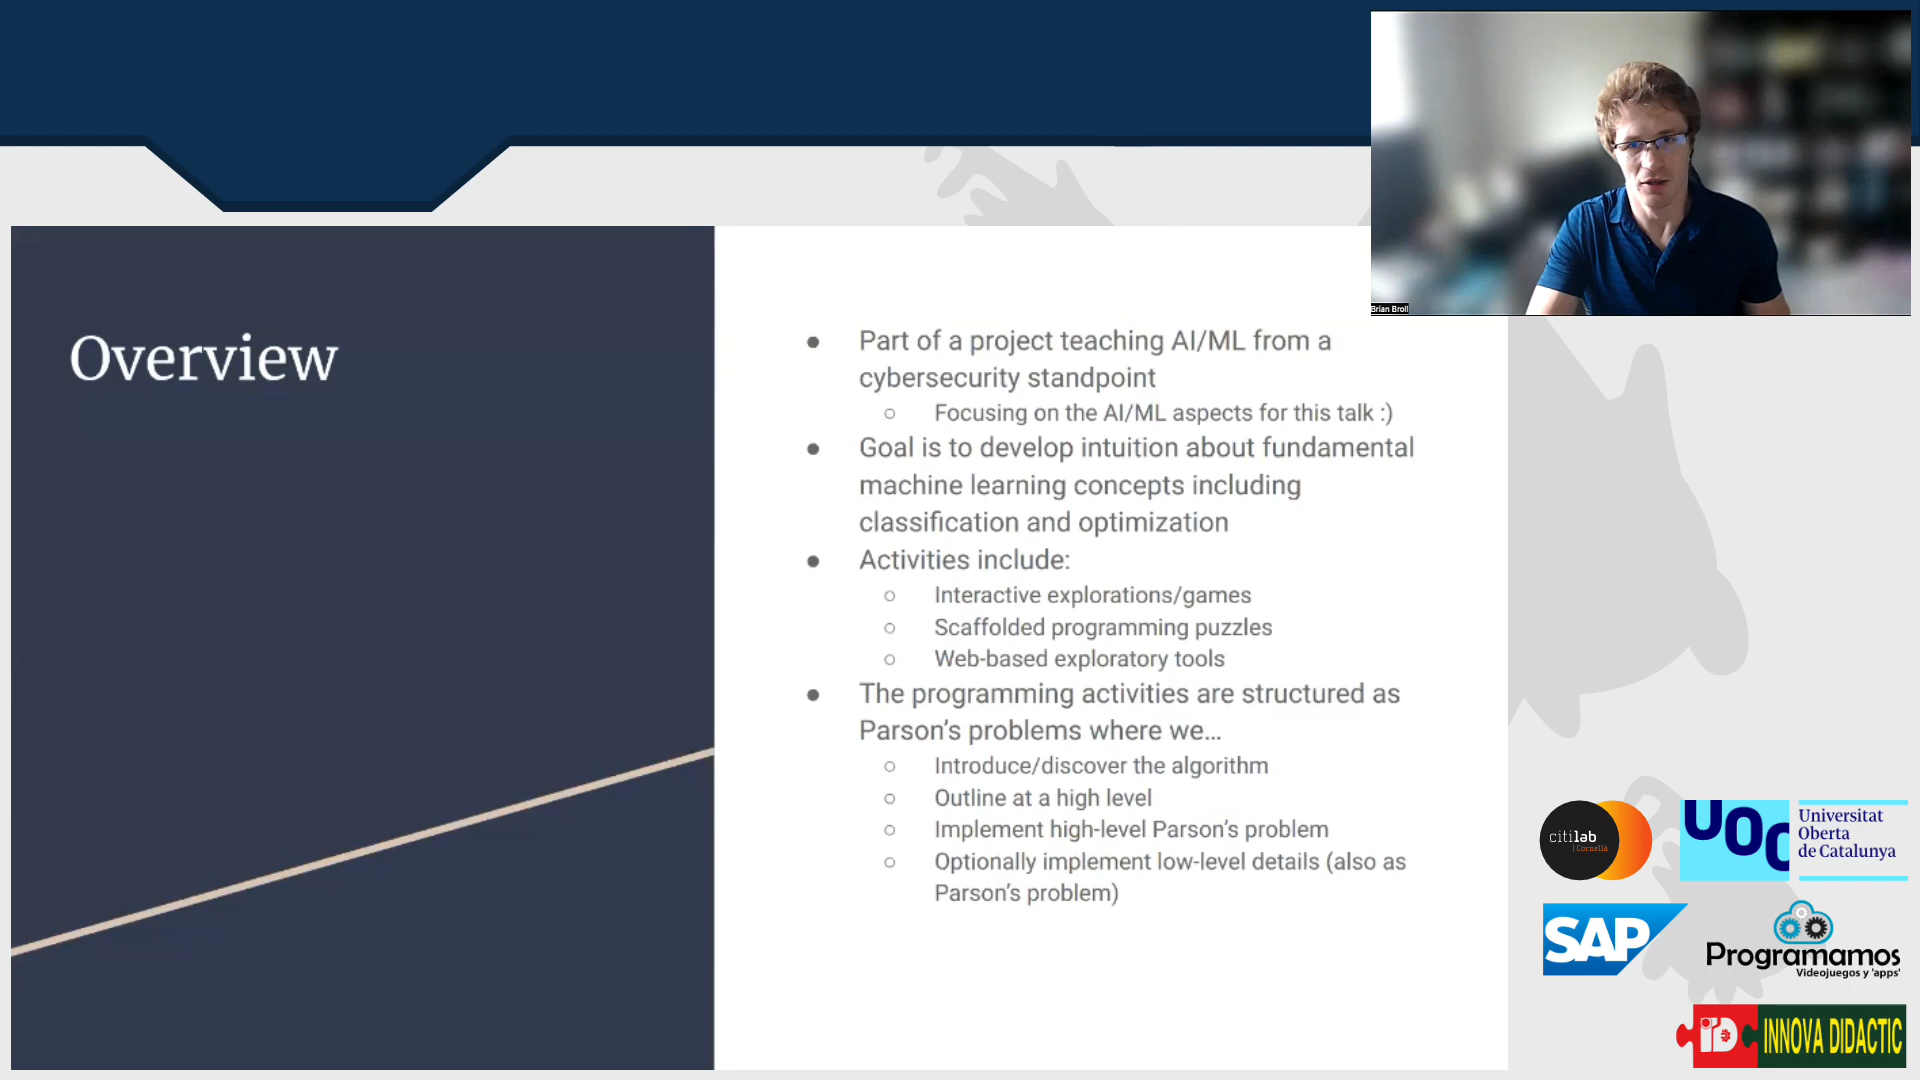 Brian Broll
Overview
● Part of a project teaching AI/ML from a
cybersecurity standpoint
○ Focusing on the AI/ML aspects for this talk :)
● Goal is to develop intuition about fundamental
machine learning concepts including
classification and optimization
● Activities include:
○ Interactive explorations/games
○ Scaffolded programming puzzles
○ Web-based exploratory tools
● The programming activities are structured as
Parson's problems where we…
○ Introduce/discover the algorithm
○ Outline at a high level
○ Implement high-level Parson's problem
○ Optionally implement low-level details (also as
Parson's problem)
citilab
Cornellà
UOC
Universitat
Oberta
de Catalunya
SAP
Programamos
Videojuegos y 'apps'
iD INNOVA DIDACTIC